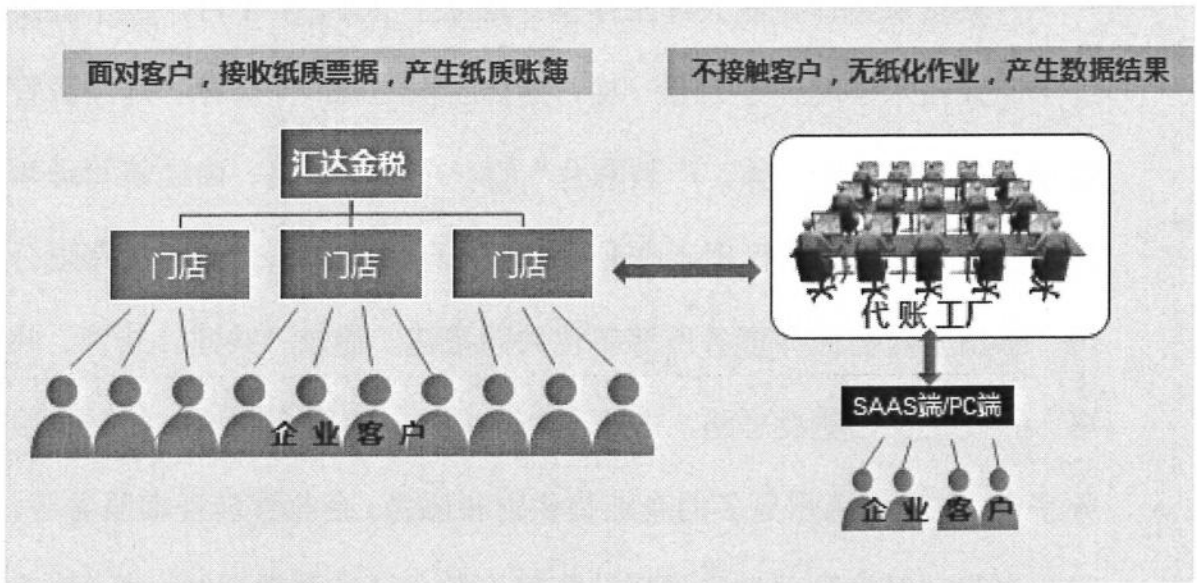 面对客户，接收纸质票据，产生纸质账簿
不接触客户，无纸化作业，产生数据结果
汇达金税
门店
门店
门店
代账工厂
企业客户
SAAS端/PC端
企业客户